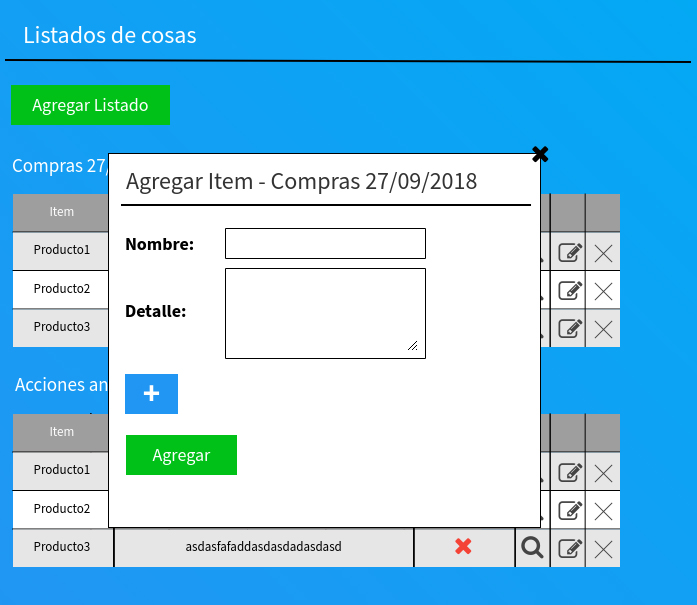 Listados de cosas
Agregar Listado
Compras 27/
Agregar Item - Compras 27/09/2018
Item
Nombre:
Producto1
Producto2
Detalle:
Producto3
Acciones an
+
Item
Agregar
Producto1
Producto2
Producto3 asdasfafaddasdasdadasdasd